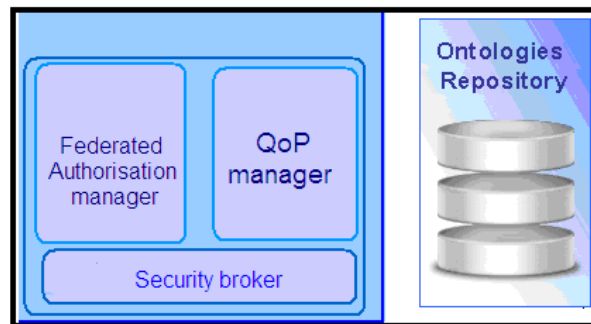 Federated
Authorisation
manager
QoP
manager
Security broker
Ontologies
Repository